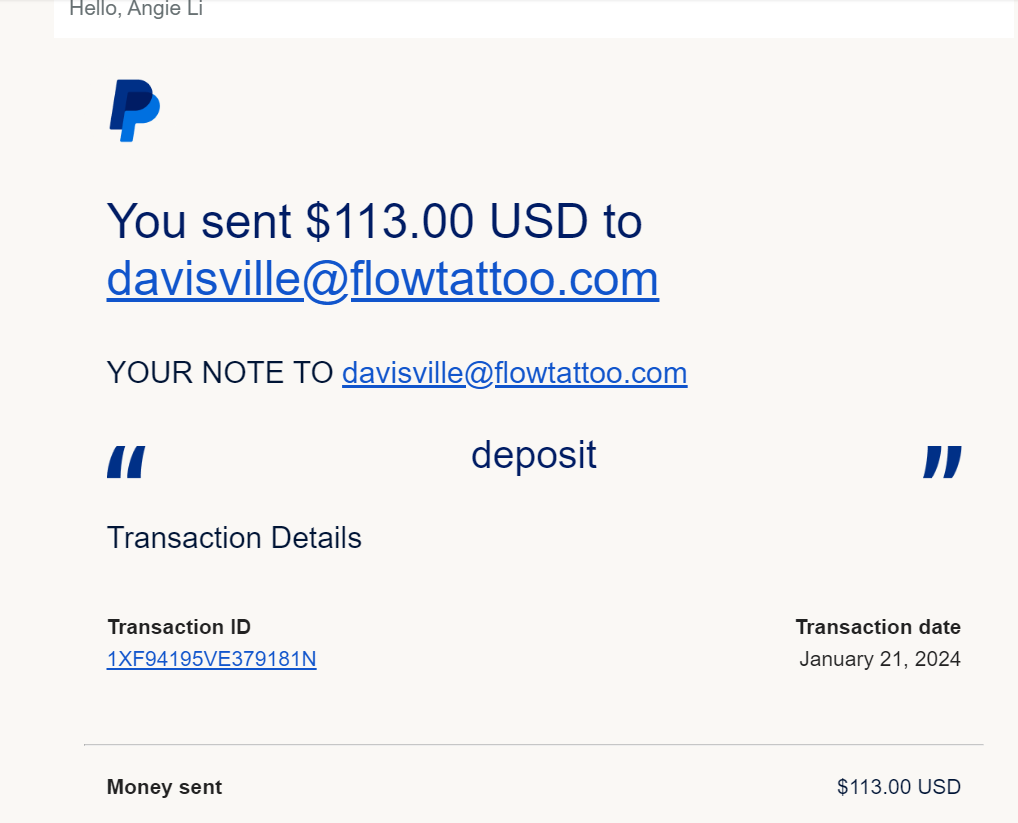 Hello, Angie Li
You sent $113.00 USD to
davisville@flowtattoo.com
YOUR NOTE TO davisville@flowtattoo.com
“ deposit ”
Transaction Details
Transaction ID
1XF94195VE379181N
Transaction date
January 21, 2024
Money sent $113.00 USD